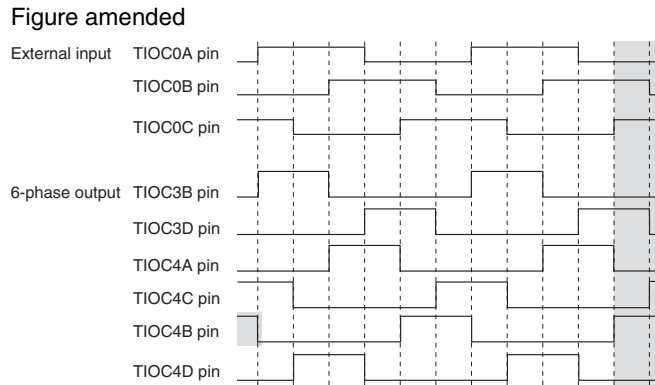 Figure amended
External input TIOC0A pin
TIOC0B pin
TIOC0C pin
6-phase output TIOC3B pin
TIOC3D pin
TIOC4A pin
TIOC4C pin
TIOC4B pin
TIOC4D pin